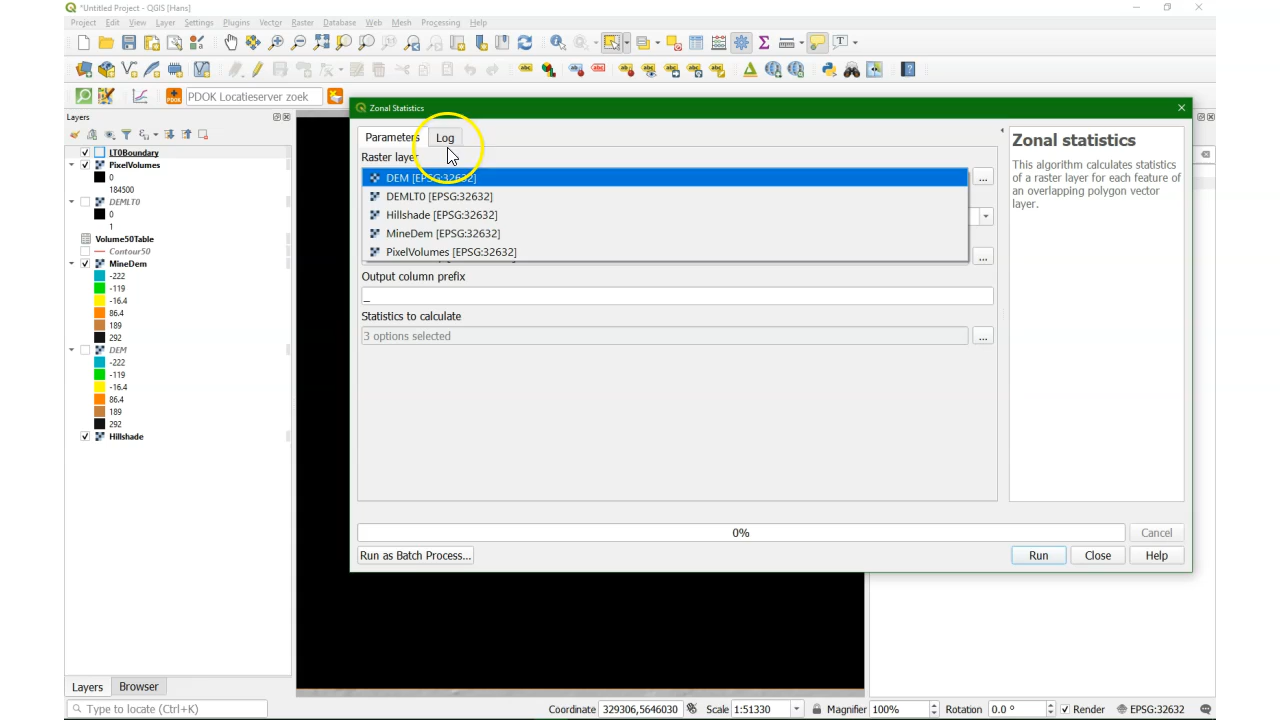 *Untitled Project - QGIS [Hans]
Project Edit View Layer Settings Plugins Vector Raster Database Web Mesh Processing Help
PDOK Locatieserver zoek
Layers
LT0Boundary
PixelVolumes
0
184500
DEMLT0
0
1
Volume50Table
Contour50
MineDem
-222
-119
-16.4
86.4
189
292
DEM
-222
-119
-16.4
86.4
189
292
Hillshade
Zonal Statistics
Parameters Log
Raster layer
DEM [EPSG:32632]
DEMLT0 [EPSG:32632]
Hillshade [EPSG:32632]
MineDem [EPSG:32632]
PixelVolumes [EPSG:32632]
Output column prefix
_
Statistics to calculate
3 options selected
Zonal statistics
This algorithm calculates statistics
of a raster layer for each feature of
an overlapping polygon vector
layer.
0%
Cancel
Run as Batch Process...
Run Close Help
Layers Browser
Type to locate (Ctrl+K)
Coordinate 329306,5646030 Scale 1:51330 Magnifier 100% Rotation 0.0 ° Render EPSG:32632